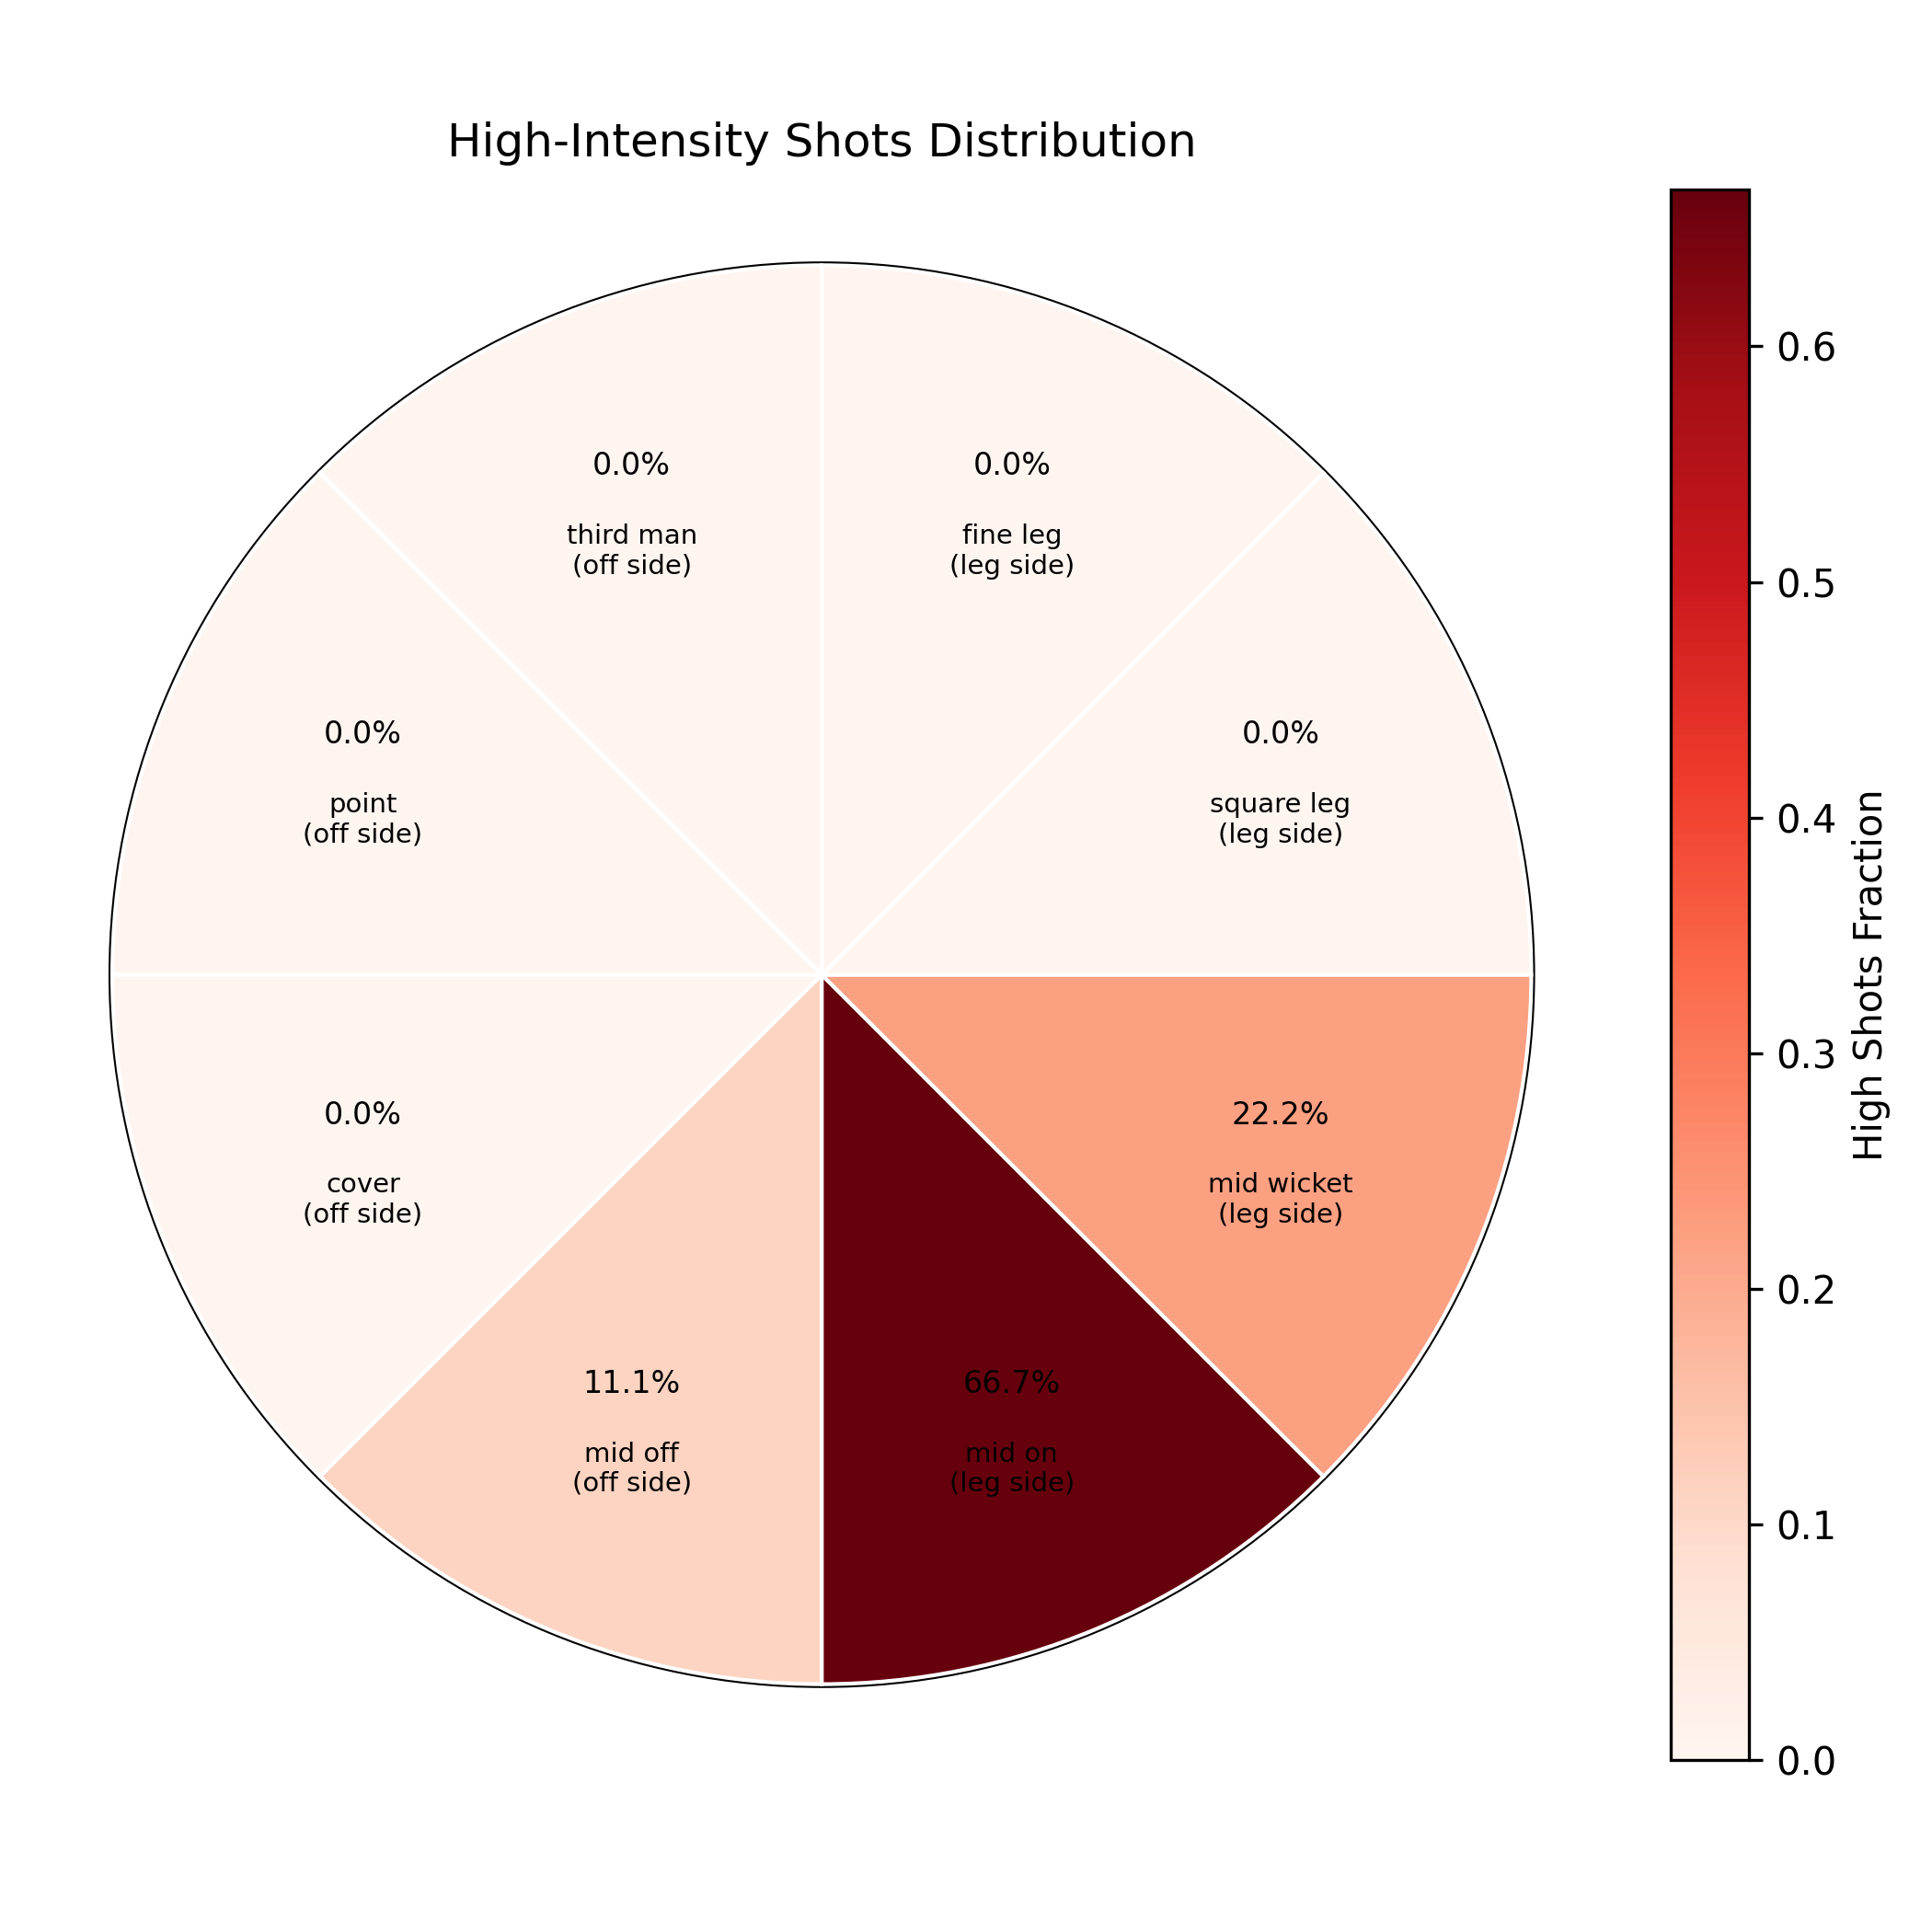 High-Intensity Shots Distribution
0.0%
third man
(off side)
0.0%
fine leg
(leg side)
0.0%
point
(off side)
0.0%
square leg
(leg side)
0.0%
cover
(off side)
22.2%
mid wicket
(leg side)
11.1%
mid off
(off side)
66.7%
mid on
(leg side)
0.6
0.5
0.4
0.3
0.2
0.1
0.0
High Shots Fraction